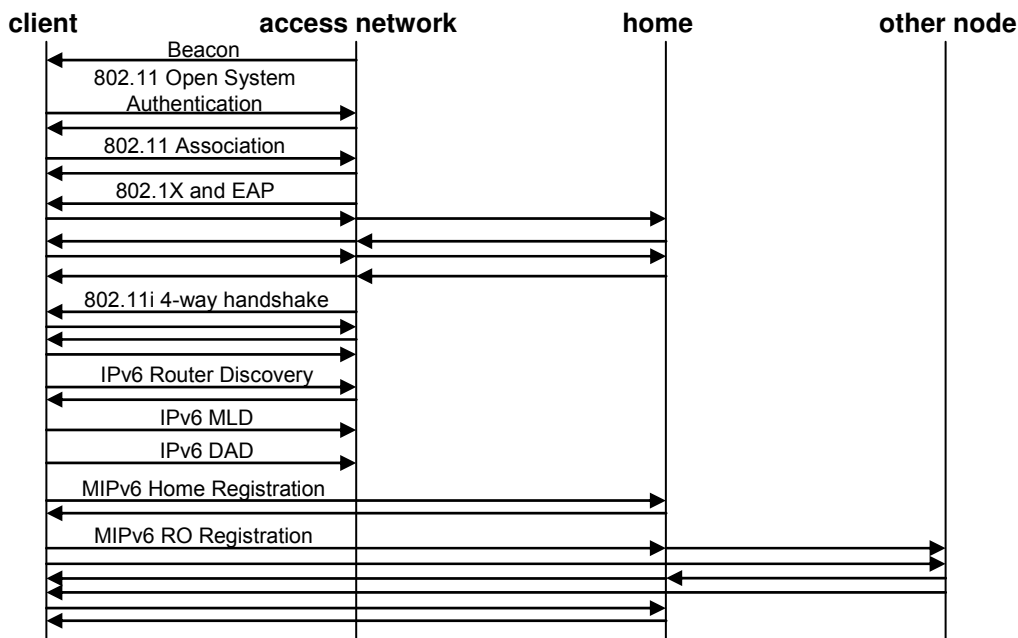 client access network home other node
Beacon
802.11 Open System
Authentication
802.11 Association
802.1X and EAP
802.11i 4-way handshake
IPv6 Router Discovery
IPv6 MLD
IPv6 DAD
MIPv6 Home Registration
MIPv6 RO Registration